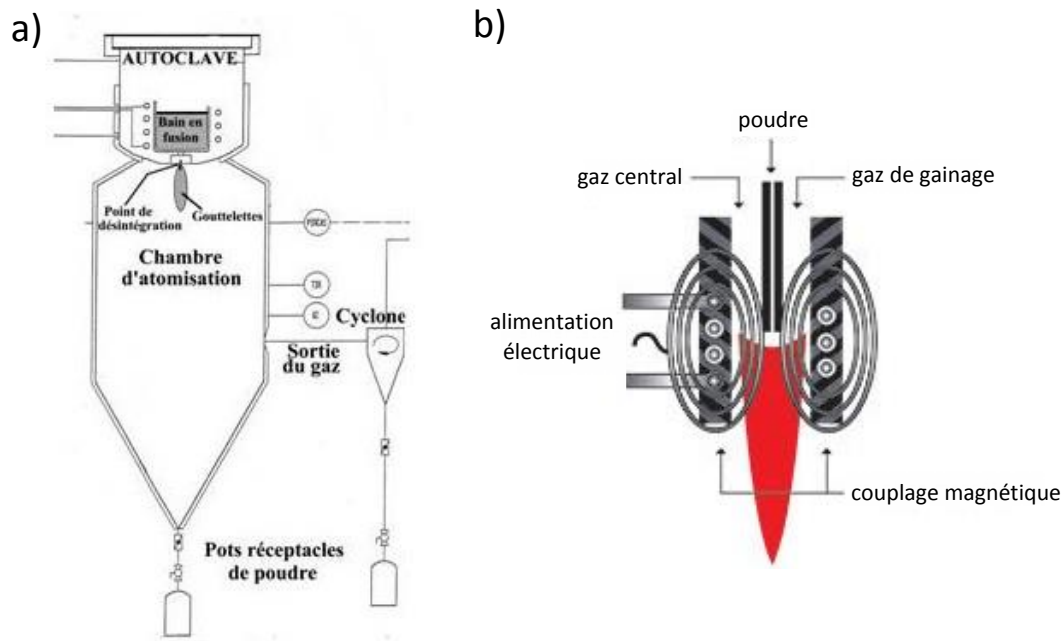 a)
AUTOCLAVE
Bain en
fusion
Point de
désintégration
Gouttelettes
Chambre
d'atomisation
Cyclone
Sortie
du gaz
Pots réceptacles
de poudre
b)
poudre
gaz central
gaz de gainage
alimentation
électrique
couplage magnétique